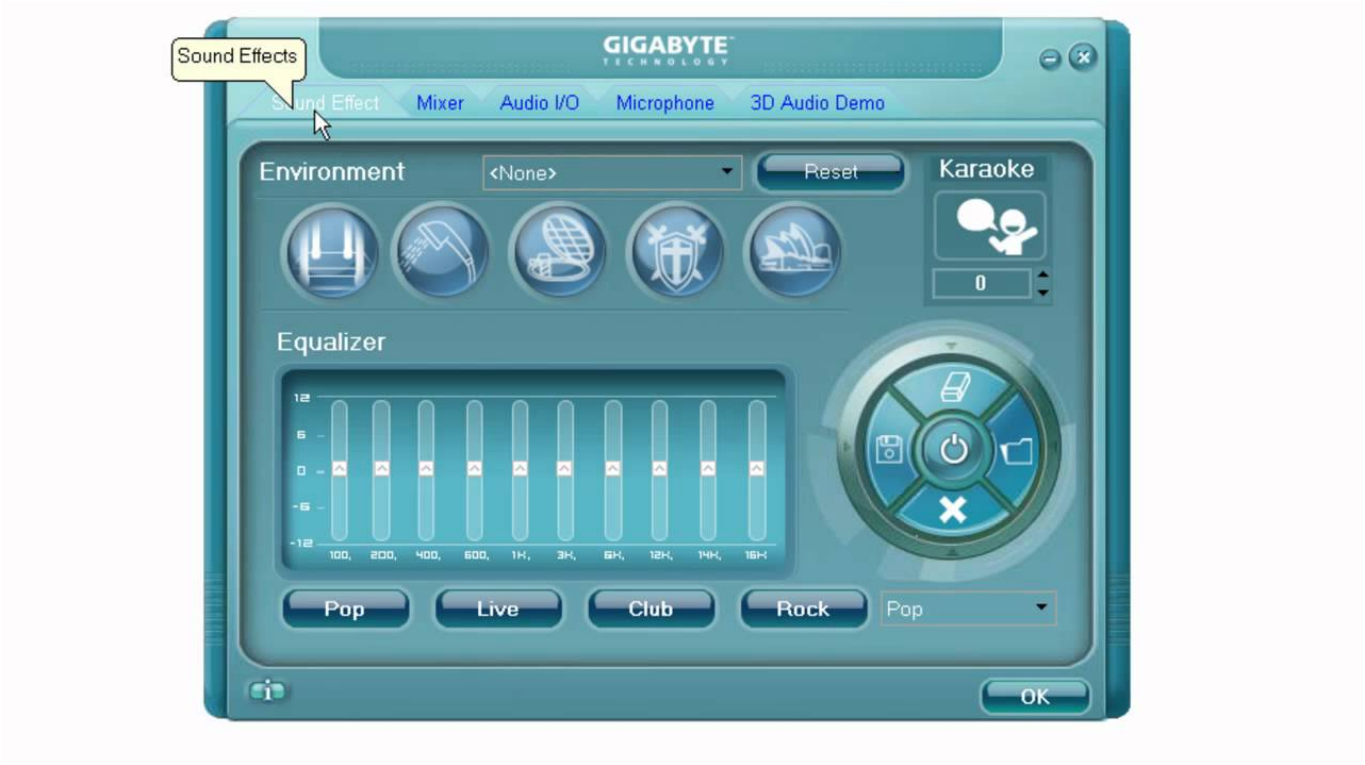 Sound Effects
GIGABYTE™
TECHNOLOGY
Sound Effect Mixer Audio I/O Microphone 3D Audio Demo
Environment <None> Reset Karaoke
0
Equalizer
12
6
0
-6
-12
100, 200, 400, 600, 1K, 3K, 6K, 12K, 14K, 16K
Pop Live Club Rock Pop
i OK